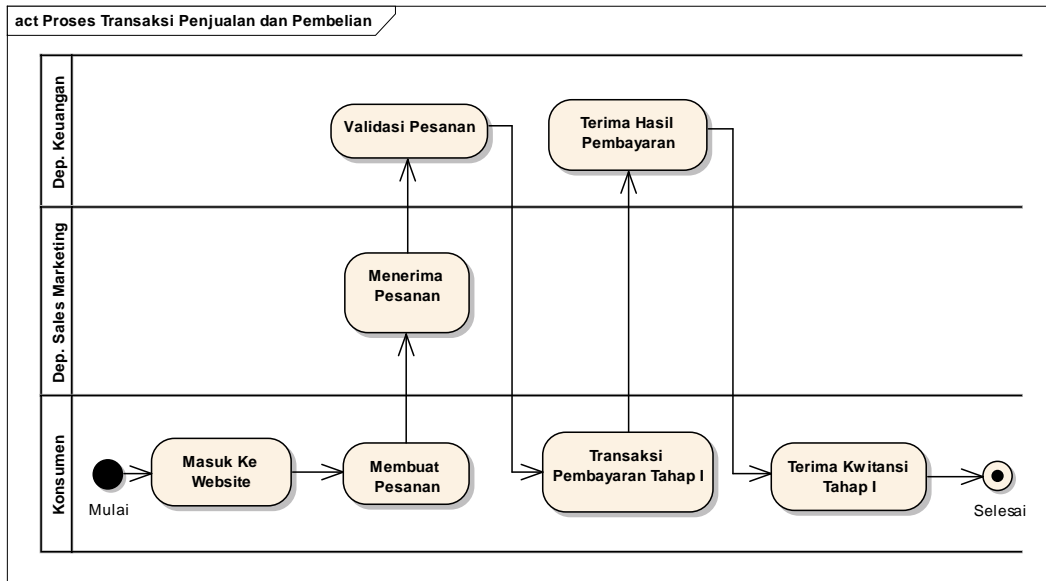 act Proses Transaksi Penjualan dan Pembelian
Dep. Keuangan
Validasi Pesanan
Terima Hasil
Pembayaran
Dep. Sales Marketing
Menerima
Pesanan
Konsumen
Mulai
Masuk Ke
Website
Membuat
Pesanan
Transaksi
Pembayaran Tahap I
Terima Kwitansi
Tahap I
Selesai